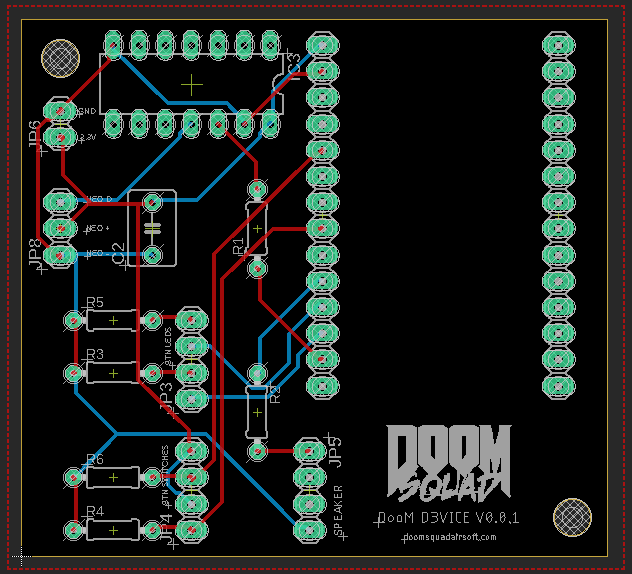 IC3
GND
JP6
3.3V
NEO D
NEO +
JP8
NEO -
C2
R1
R5
BTN LEDS
R3
JP3
R2
BTN SWITCHES
R6
JP5
R4
JP4
SPEAKER
DOOM
SQUAD
DooM D3VICE V0.0.1
doomsquadairsoft.com